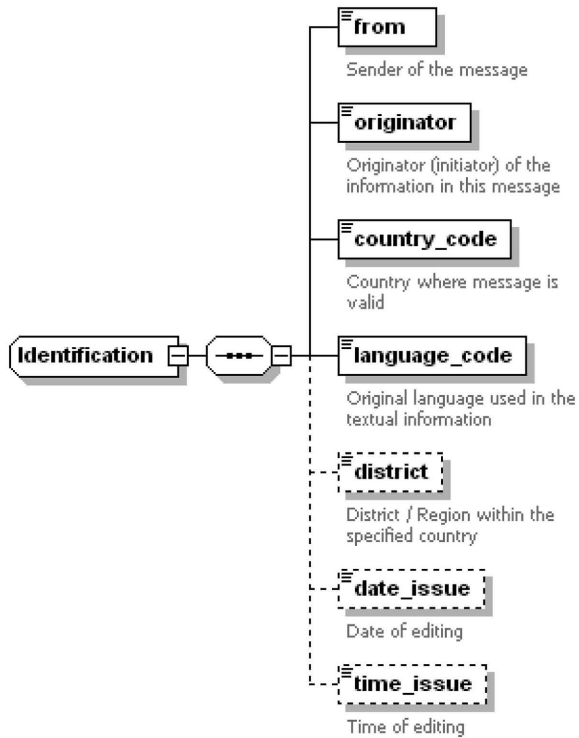 from
Sender of the message
originator
Originator (initiator) of the
information in this message
country_code
Country where message is
valid
Identification
language_code
Original language used in the
textual information
district
District / Region within the
specified country
date_issue
Date of editing
time_issue
Time of editing